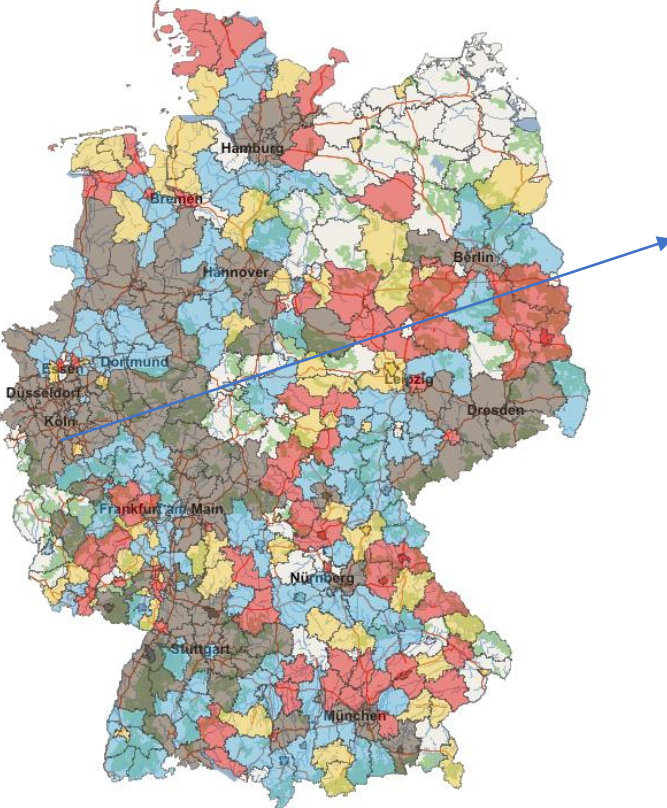 Hamburg
Bremen
Berlin
Hannover
Essen
Dortmund
Düsseldorf
Leipzig
Köln
Dresden
Frankfurt am Main
Nürnberg
Stuttgart
München